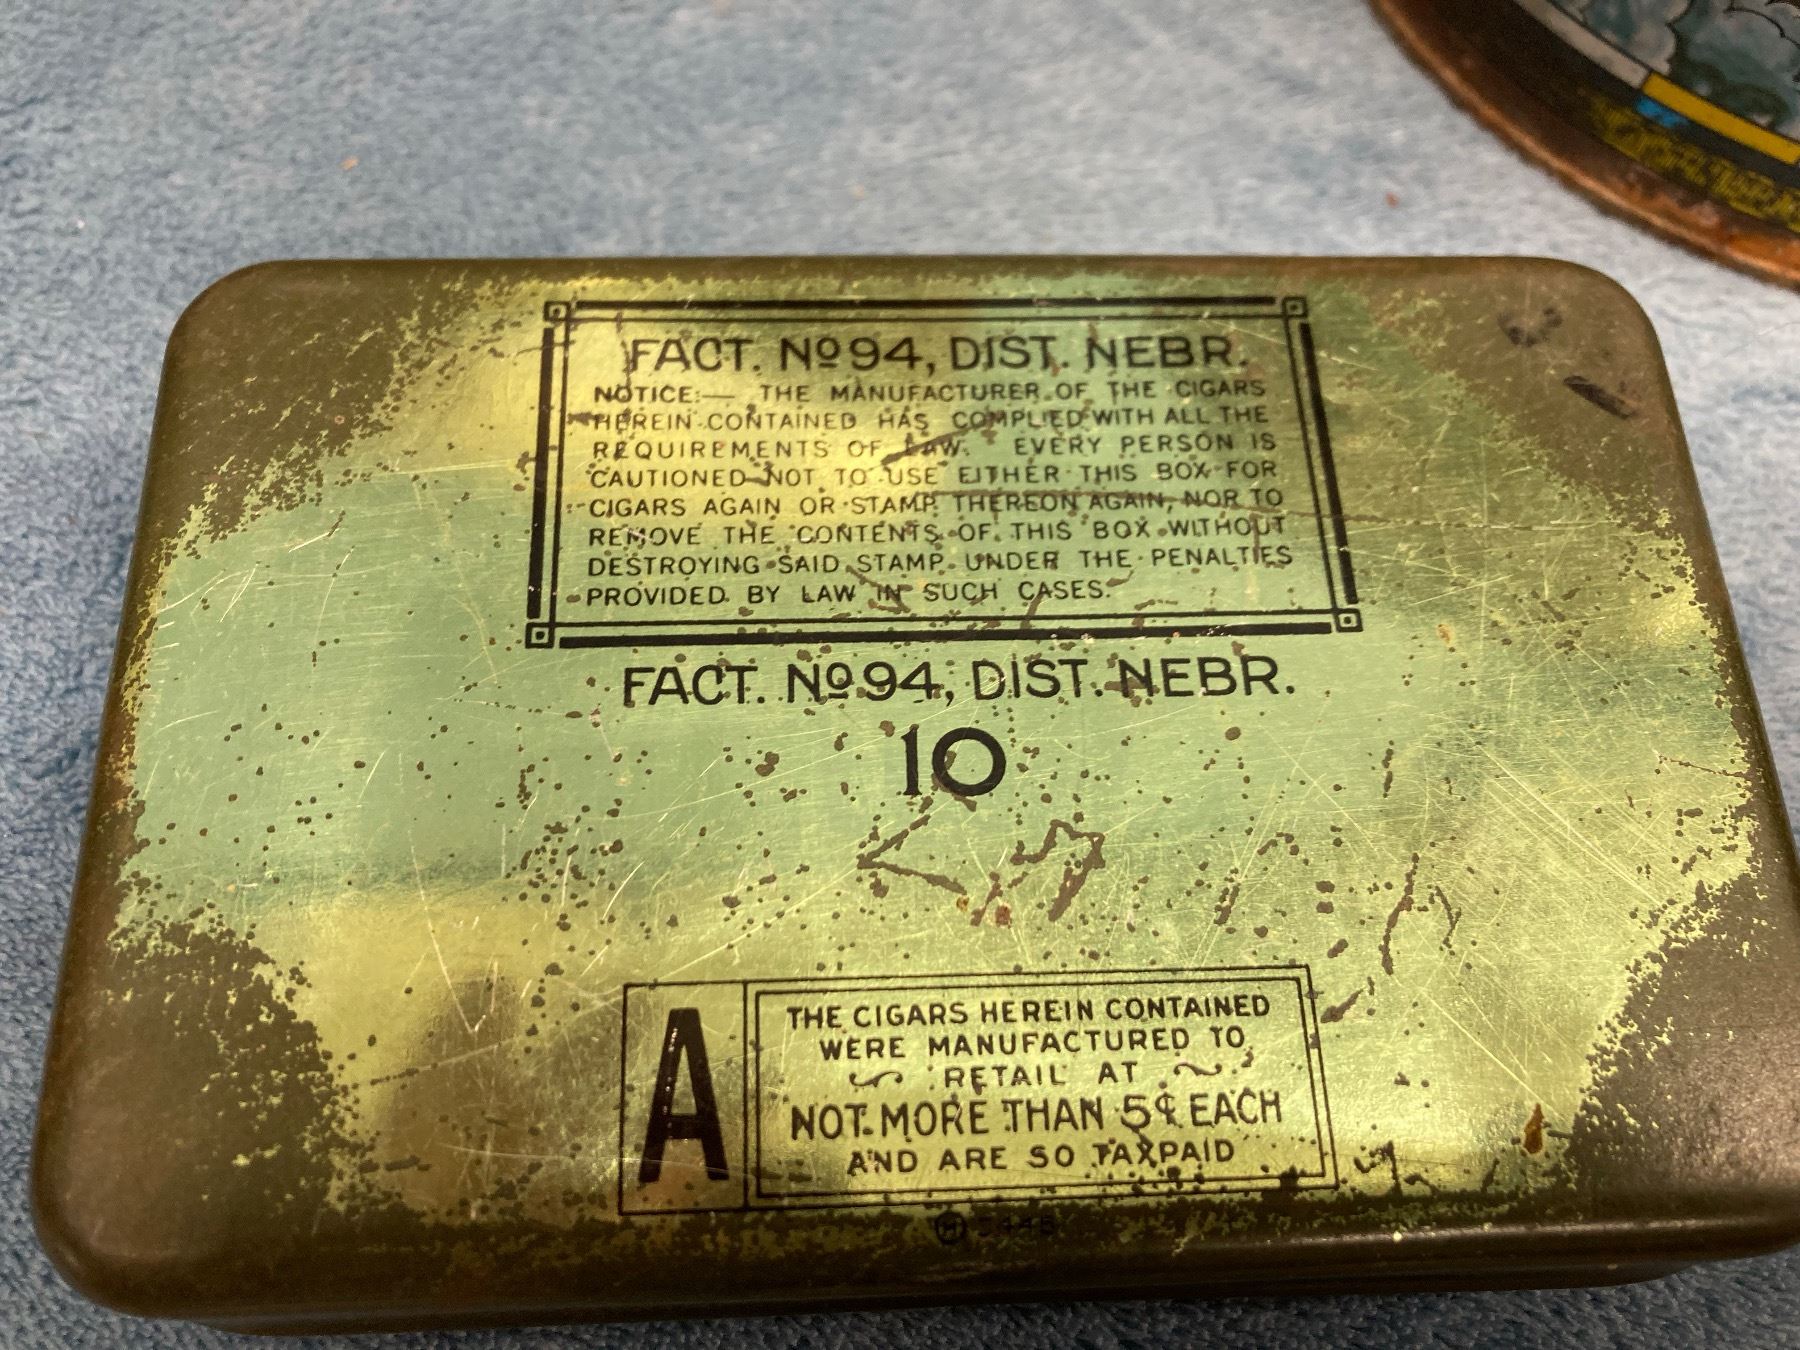 FACT. Nº 94, DIST. NEBR.
NOTICE:— THE MANUFACTURER OF THE CIGARS
HEREIN CONTAINED HAS COMPLIED WITH ALL THE
REQUIREMENTS OF LAW. EVERY PERSON IS
CAUTIONED NOT TO USE EITHER THIS BOX FOR
CIGARS AGAIN OR STAMP THEREON AGAIN, NOR TO
REMOVE THE CONTENTS OF THIS BOX WITHOUT
DESTROYING SAID STAMP UNDER THE PENALTIES
PROVIDED BY LAW IN SUCH CASES.
FACT. Nº 94, DIST. NEBR.
10
A
THE CIGARS HEREIN CONTAINED
WERE MANUFACTURED TO
RETAIL AT
NOT MORE THAN 5¢ EACH
AND ARE SO TAXPAID